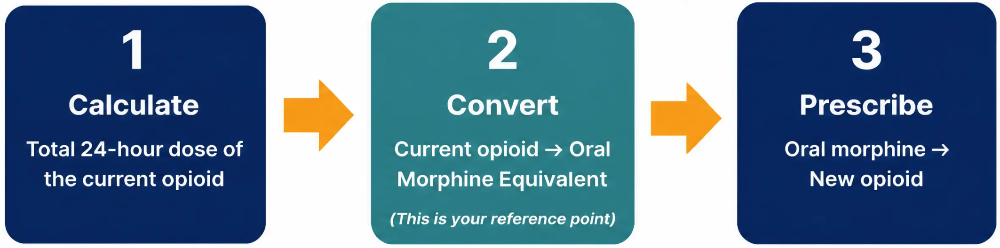 1
Calculate
Total 24-hour dose of
the current opioid
2
Convert
Current opioid → Oral
Morphine Equivalent
(This is your reference point)
3
Prescribe
Oral morphine →
New opioid